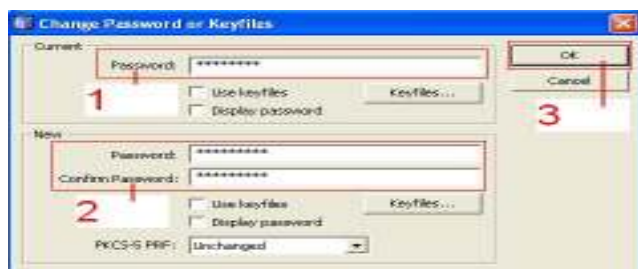 Change Password or Keyfiles
Current
Password: ********
OK
1
Use keyfiles
Keyfiles...
Cancel
Display password
3
New
Password: *********
Confirm Password: *********
2
Use keyfiles
Keyfiles...
Display password
PKCS-5 PRF: Unchanged